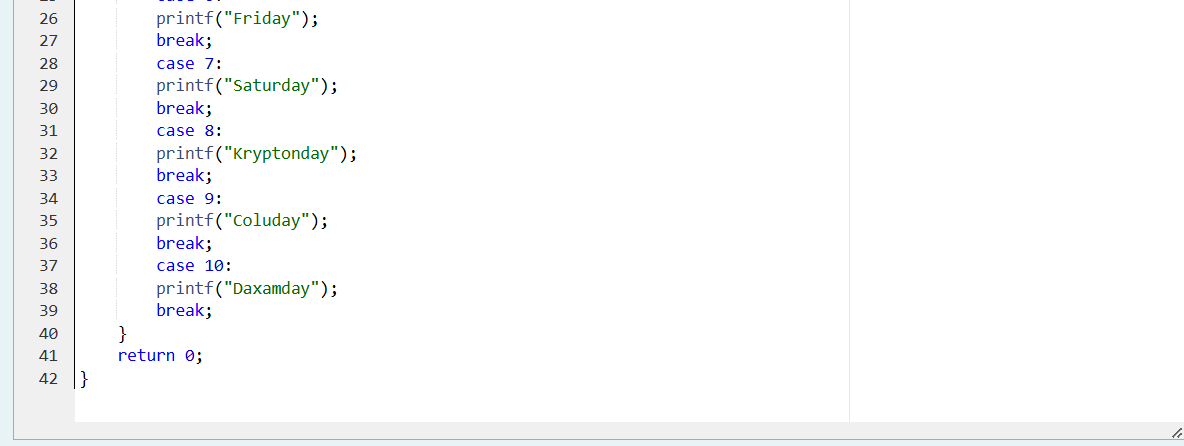 26 printf("Friday");
27 break;
28 case 7:
29 printf("Saturday");
30 break;
31 case 8:
32 printf("Kryptonday");
33 break;
34 case 9:
35 printf("Coluday");
36 break;
37 case 10:
38 printf("Daxamday");
39 break;
40 }
41 return 0;
42 }